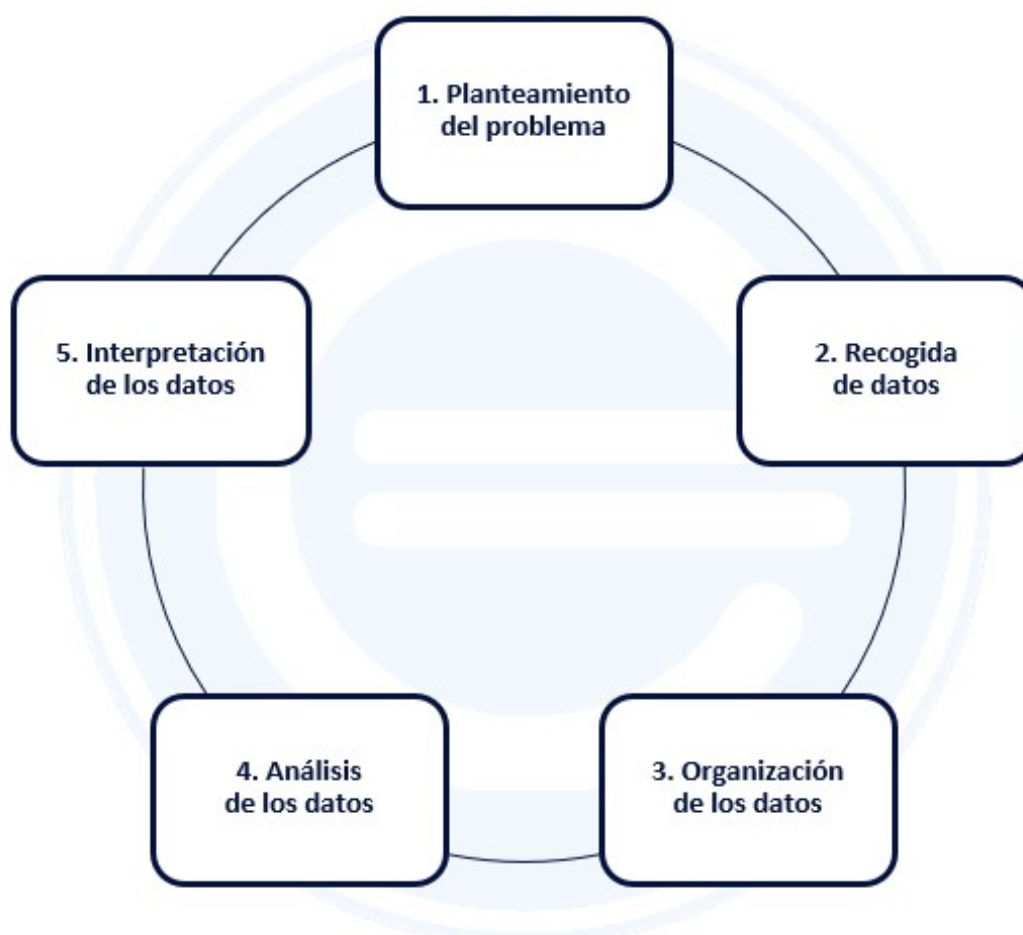 1. Planteamiento
del problema
2. Recogida
de datos
3. Organización
de los datos
4. Análisis
de los datos
5. Interpretación
de los datos